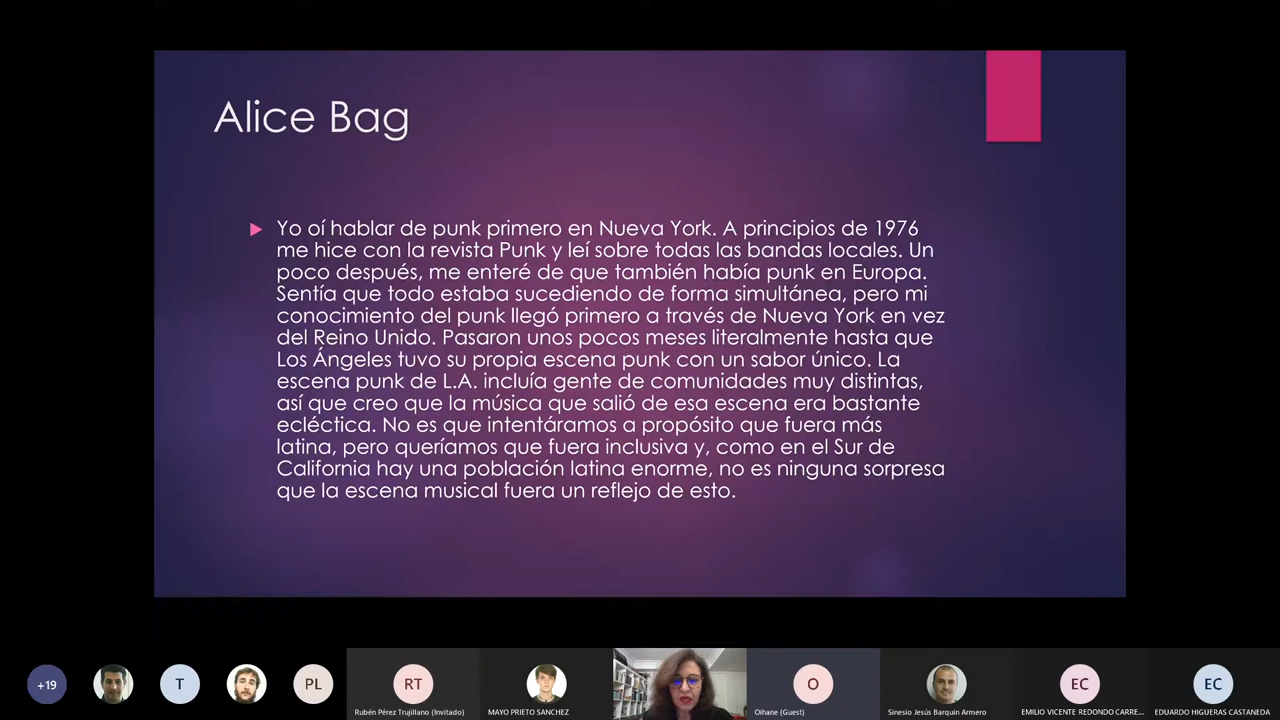 Alice Bag
Yo oí hablar de punk primero en Nueva York. A principios de 1976
me hice con la revista Punk y leí sobre todas las bandas locales. Un
poco después, me enteré de que también había punk en Europa.
Sentía que todo estaba sucediendo de forma simultánea, pero mi
conocimiento del punk llegó primero a través de Nueva York en vez
del Reino Unido. Pasaron unos pocos meses literalmente hasta que
Los Ángeles tuvo su propia escena punk con un sabor único. La
escena punk de L.A. incluía gente de comunidades muy distintas,
así que creo que la música que salió de esa escena era bastante
ecléctica. No es que intentáramos a propósito que fuera más
latina, pero queríamos que fuera inclusiva y, como en el Sur de
California hay una población latina enorme, no es ninguna sorpresa
que la escena musical fuera un reflejo de esto.
+19
T
PL
RT
O
EC
EC
Rubén Pérez Trujillano (Invitado)
MAYO PRIETO SANCHEZ
Oihane (Guest)
Sinesio Jesús Barquin Armero
EMILIO VICENTE REDONDO CARRE...
EDUARDO HIGUERAS CASTANEDA